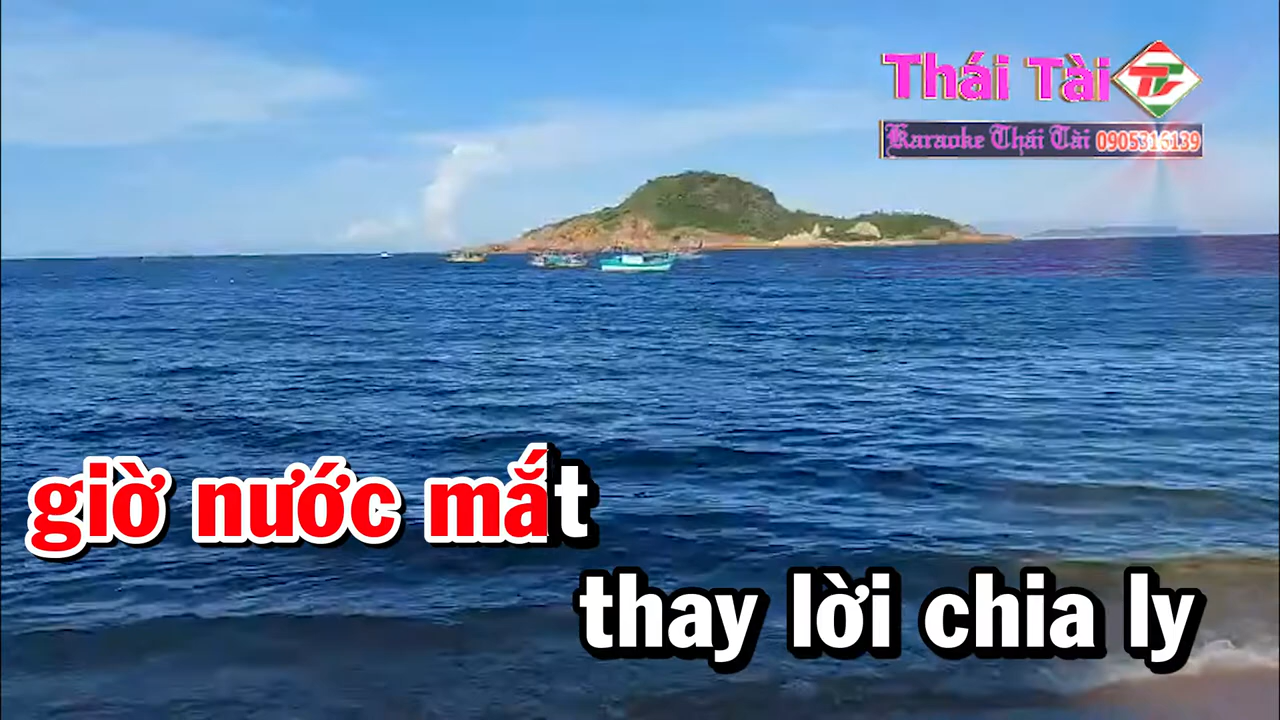 Thái Tài
Karaoke Thái Tài 0905316139
giờ nước mắt
thay lời chia ly